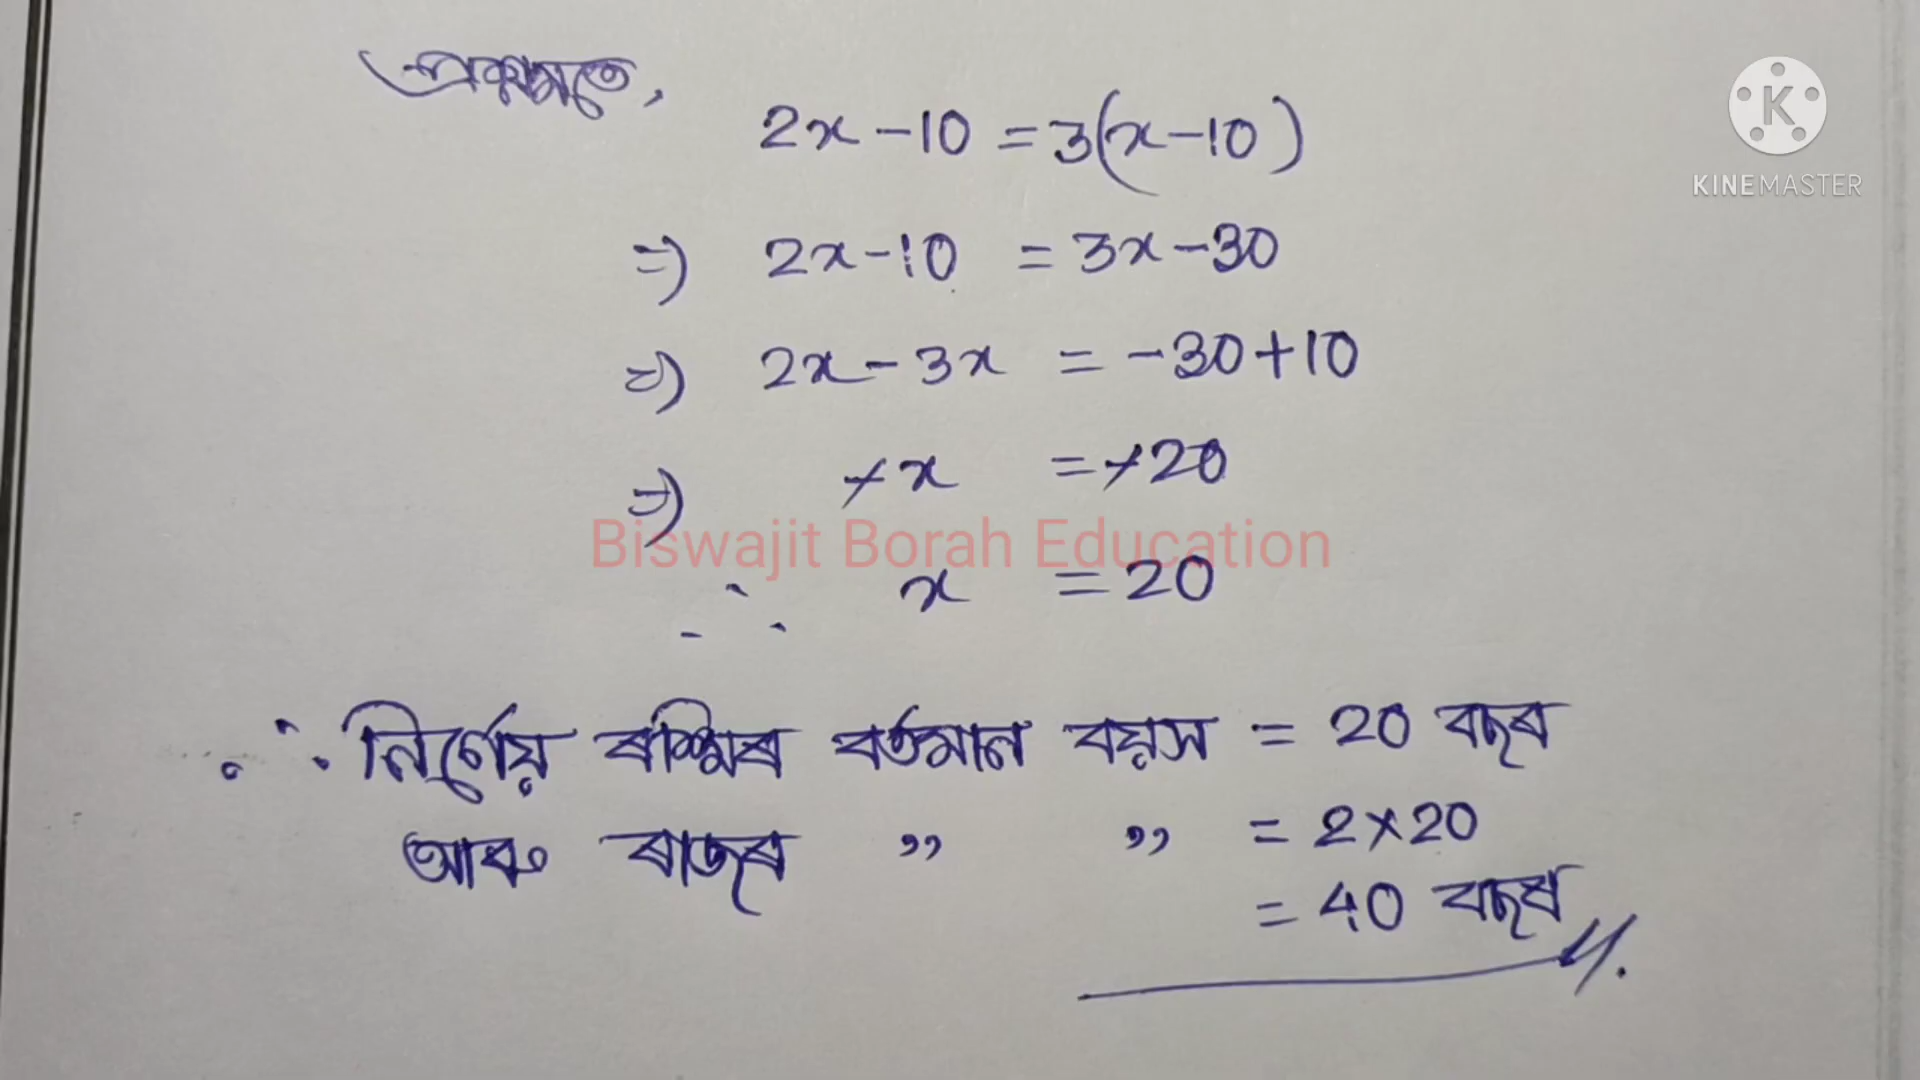 প্ৰশ্নমতে,
2x - 10 = 3(x - 10)
K
KINEMASTER
⇒) 2x - 10 = 3x - 30
⇒) 2x - 3x = -30 + 10
⇒) -x = -20
Biswajit Borah Education
∴ x = 20
∴ নিৰ্ণেয় ৰশ্মিৰ বৰ্তমান বয়স = 20 বছৰ
আৰু ৰাজুৰ " " = 2 × 20
= 40 বছৰ //.